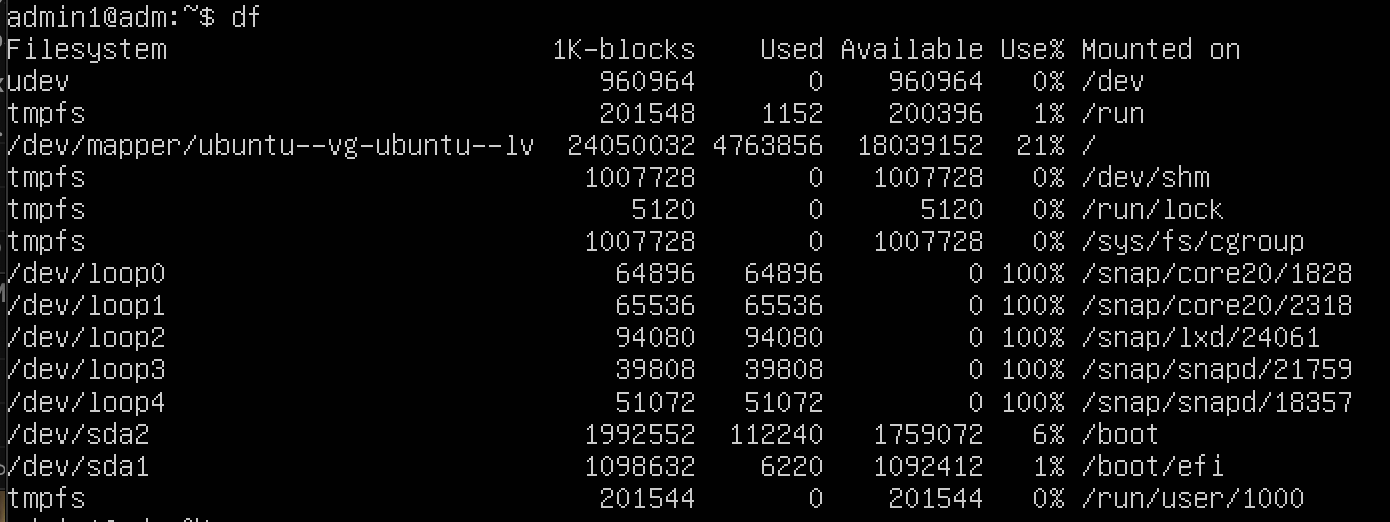 admin1@adm:~$ df
Filesystem                        1K-blocks    Used Available Use% Mounted on
udev                                 960964       0    960964   0% /dev
tmpfs                                201548    1152    200396   1% /run
/dev/mapper/ubuntu--vg-ubuntu--lv  24050032 4763856  18039152  21% /
tmpfs                               1007728       0   1007728   0% /dev/shm
tmpfs                                  5120       0      5120   0% /run/lock
tmpfs                               1007728       0   1007728   0% /sys/fs/cgroup
/dev/loop0                            64896   64896         0 100% /snap/core20/1828
/dev/loop1                            65536   65536         0 100% /snap/core20/2318
/dev/loop2                            94080   94080         0 100% /snap/lxd/24061
/dev/loop3                            39808   39808         0 100% /snap/snapd/21759
/dev/loop4                            51072   51072         0 100% /snap/snapd/18357
/dev/sda2                           1992552  112240   1759072   6% /boot
/dev/sda1                           1098632    6220   1092412   1% /boot/efi
tmpfs                                201544       0    201544   0% /run/user/1000